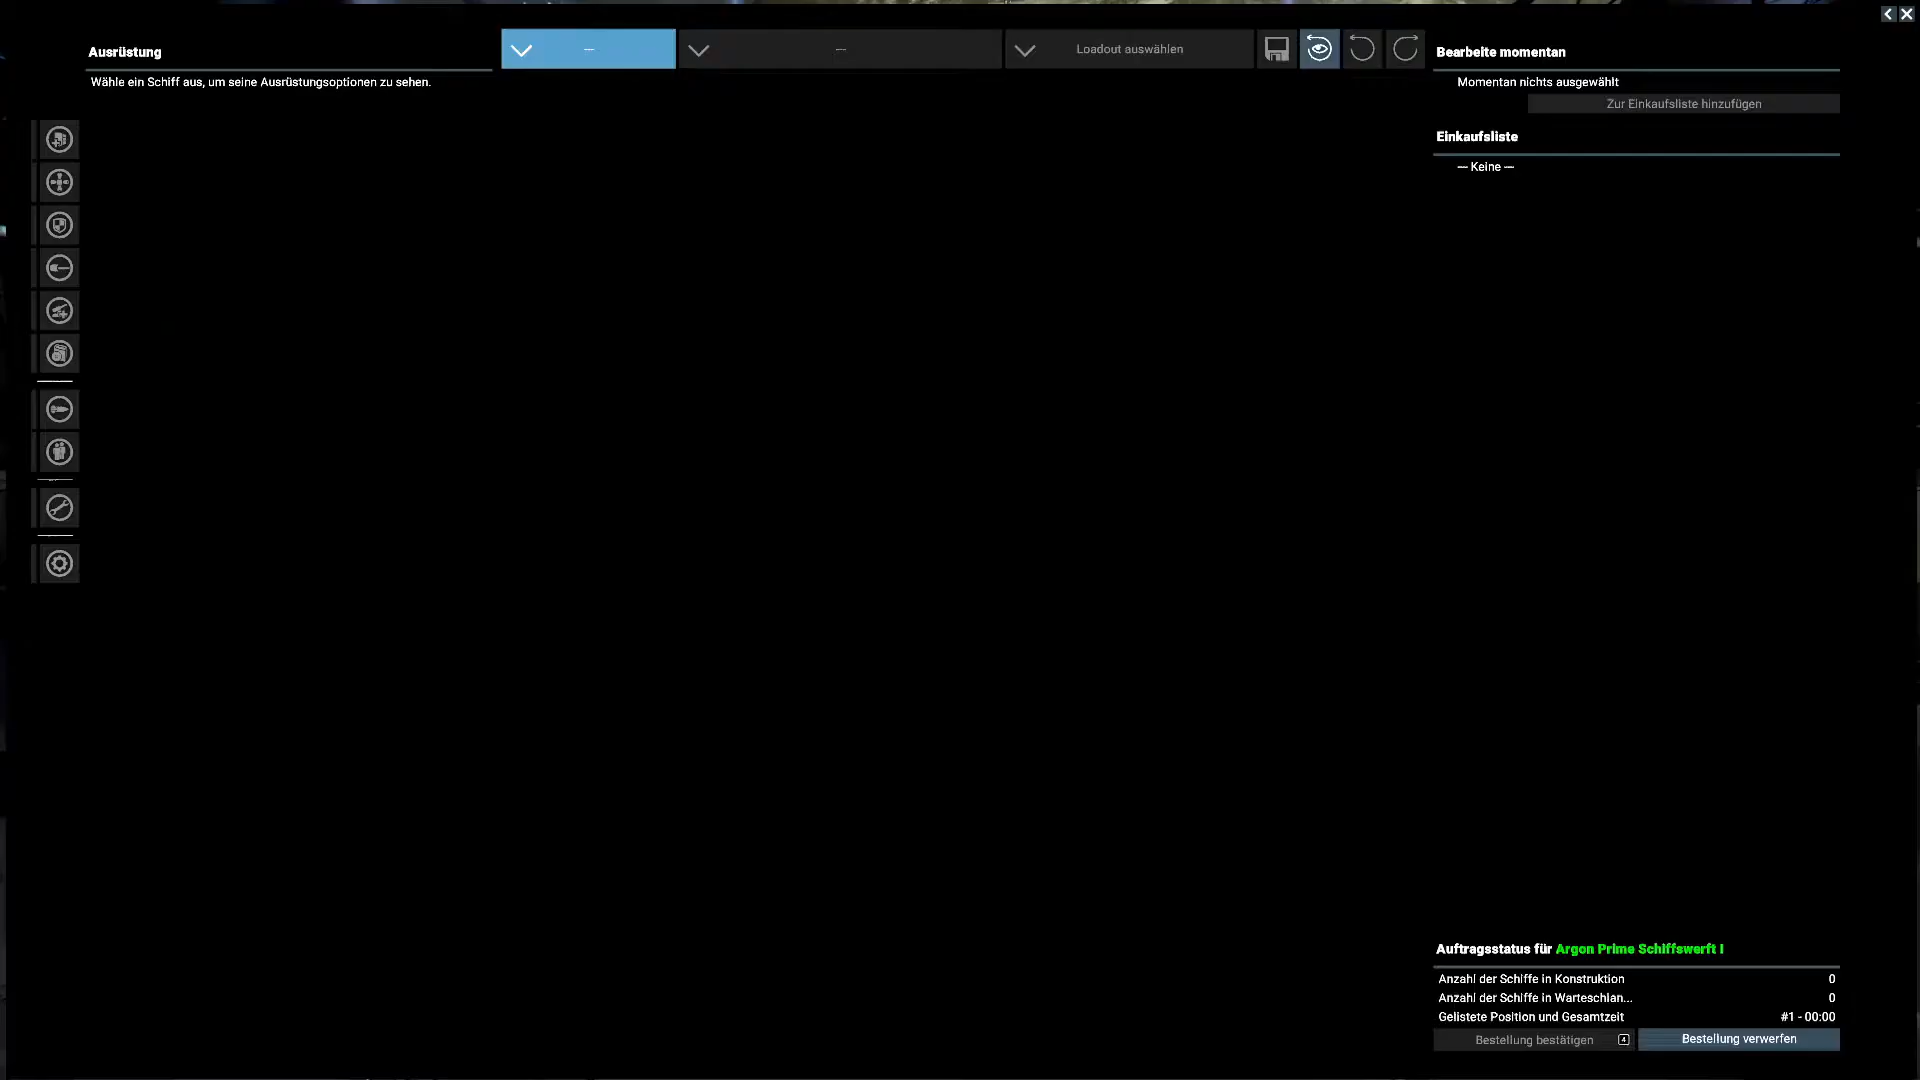 Ausrüstung
Wähle ein Schiff aus, um seine Ausrüstungsoptionen zu sehen.
---
---
Loadout auswählen
Bearbeite momentan
Momentan nichts ausgewählt
Zur Einkaufsliste hinzufügen
Einkaufsliste
--- Keine ---
Auftragsstatus für Argon Prime Schiffswerft I
Anzahl der Schiffe in Konstruktion 0
Anzahl der Schiffe in Warteschlan... 0
Gelistete Position und Gesamtzeit #1 - 00:00
Bestellung bestätigen 4
Bestellung verwerfen